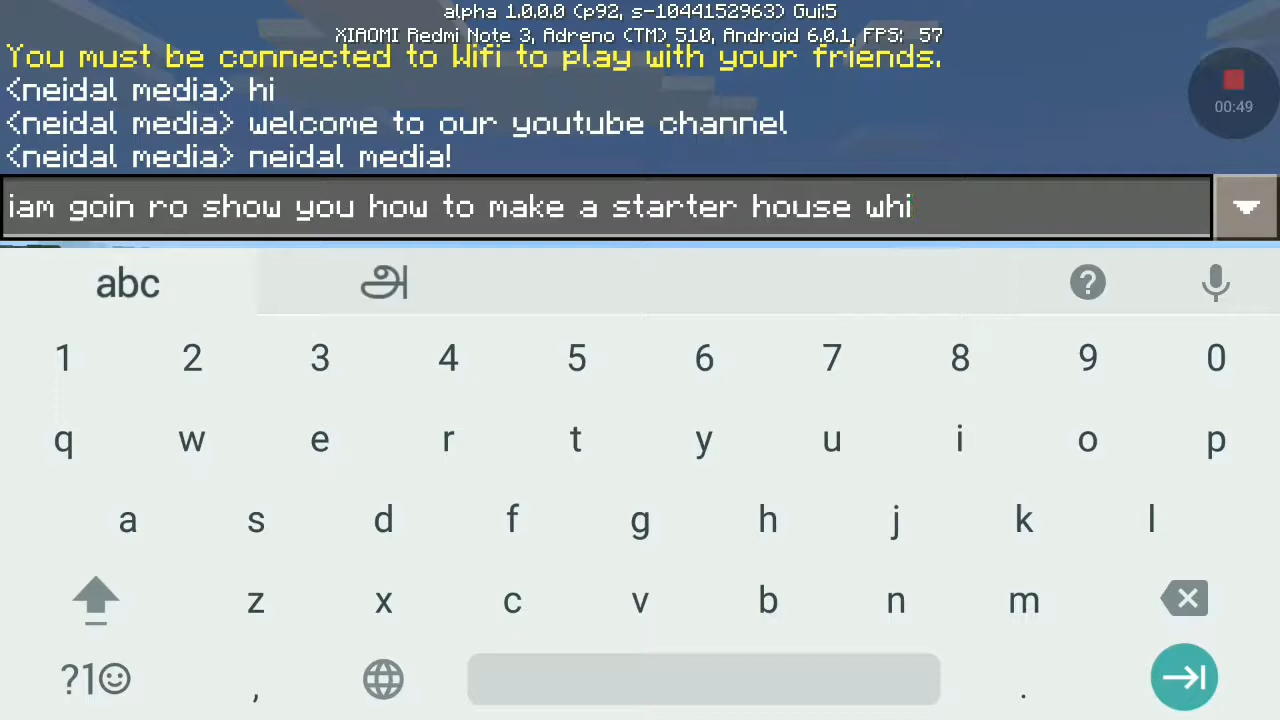 alpha 1.0.0.0 (p92, s-1044152963) Gui:5
XIAOMI Redmi Note 3, Adreno (TM) 510, Android 6.0.1, FPS: 57
You must be connected to Wifi to play with your friends.
<neidal media> hi
<neidal media> welcome to our youtube channel
<neidal media> neidal media!
00:49
iam goin ro show you how to make a starter house whi
abc அ ?
1 2 3 4 5 6 7 8 9 0
q w e r t y u i o p
a s d f g h j k l
z x c v b n m
?1☺ , .